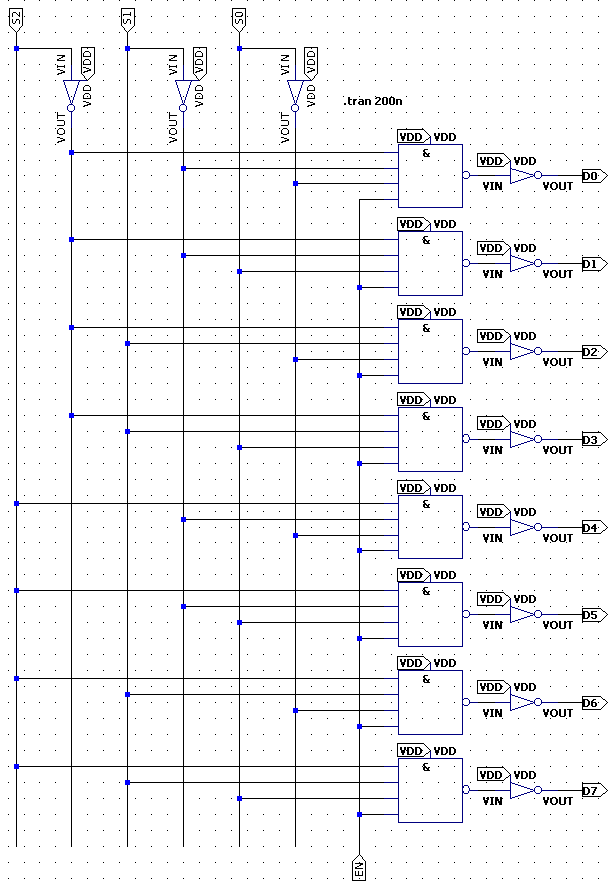 S2 S1 S0
VIN VDD VIN VDD VIN VDD
VOUT VDD VOUT VDD VOUT VDD
.tran 200n
VDD VDD
&
VDD VDD
VIN VOUT D0
VDD VDD
&
VDD VDD
VIN VOUT D1
VDD VDD
&
VDD VDD
VIN VOUT D2
VDD VDD
&
VDD VDD
VIN VOUT D3
VDD VDD
&
VDD VDD
VIN VOUT D4
VDD VDD
&
VDD VDD
VIN VOUT D5
VDD VDD
&
VDD VDD
VIN VOUT D6
VDD VDD
&
VDD VDD
VIN VOUT D7
EN